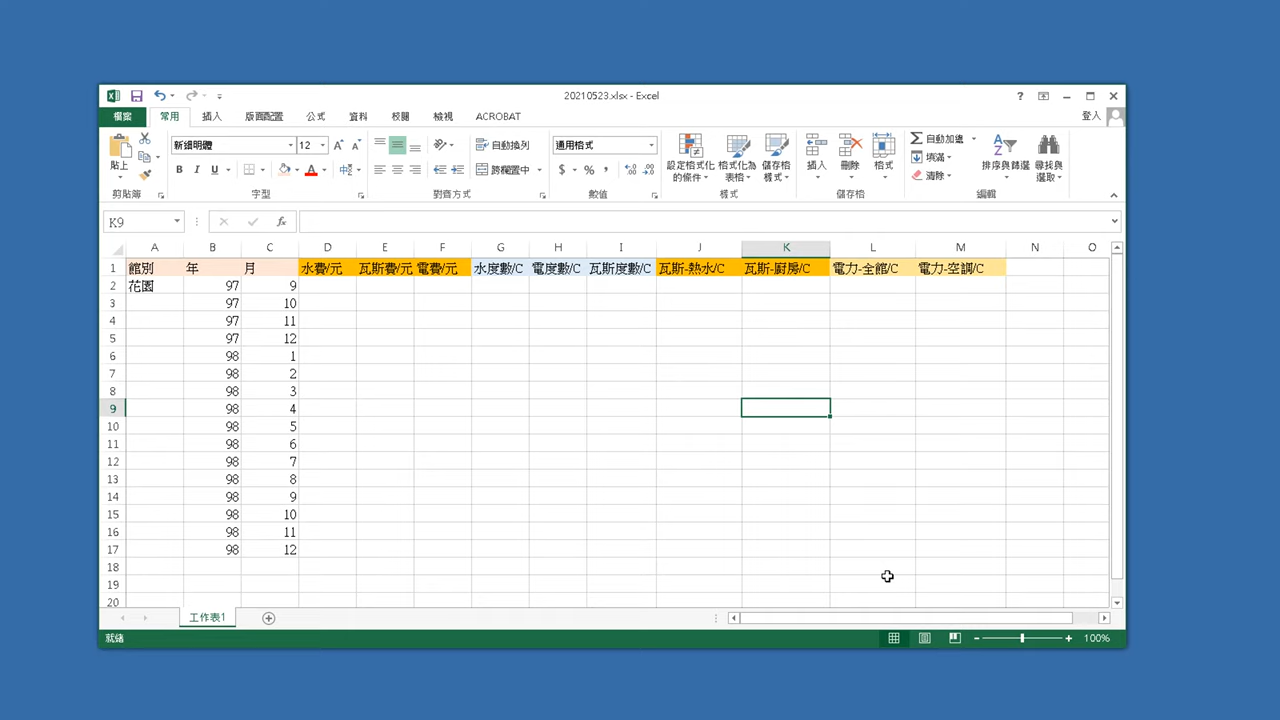 20210523.xlsx - Excel
檔案 常用 插入 版面配置 公式 資料 校閱 檢視 ACROBAT 登入
新細明體 12 自動換列 通用格式 自動加總
貼上 B I U 跨欄置中 $ % , 設定格式化的條件 格式化為表格 儲存格樣式 插入 刪除 格式 填滿 清除 排序與篩選 尋找與選取
剪貼簿 字型 對齊方式 數值 樣式 儲存格 編輯
K9 fx
A B C D E F G H I J K L M N O
1 館別 年 月 水費/元 瓦斯費/元 電費/元 水度數/C 電度數/C 瓦斯度數/C 瓦斯-熱水/C 瓦斯-廚房/C 電力-全館/C 電力-空調/C
2 花園 97 9
3 97 10
4 97 11
5 97 12
6 98 1
7 98 2
8 98 3
9 98 4
10 98 5
11 98 6
12 98 7
13 98 8
14 98 9
15 98 10
16 98 11
17 98 12
18
19
20
工作表1
就緒 100%